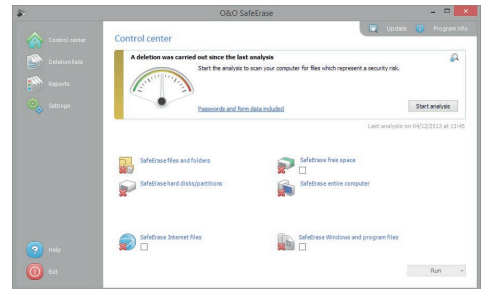 O&O SafeErase
Update
Program info
Control center
Deletion lists
Reports
Settings
Help
Exit
Control center
A deletion was carried out since the last analysis
Start the analysis to scan your computer for files which represent a security risk.
Passwords and form data included
Start analysis
Last analysis on 04/12/2013 at 13:45
SafeErase files and folders
SafeErase free space
SafeErase hard disks/partitions
SafeErase entire computer
SafeErase Internet files
SafeErase Windows and program files
Run